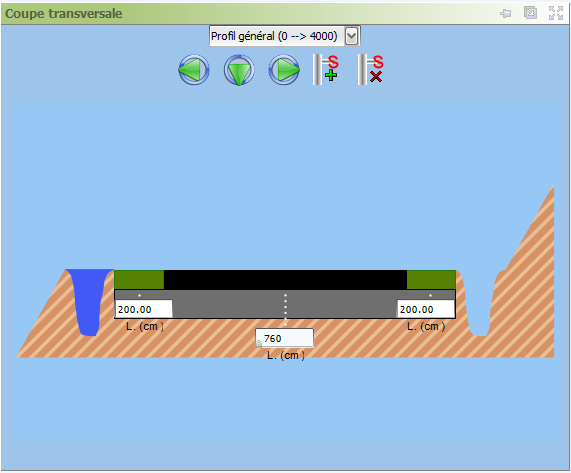 Coupe transversale
Profil général (0 --> 4000)
S S
200.00 200.00
L. (cm) L. (cm)
760
L. (cm)